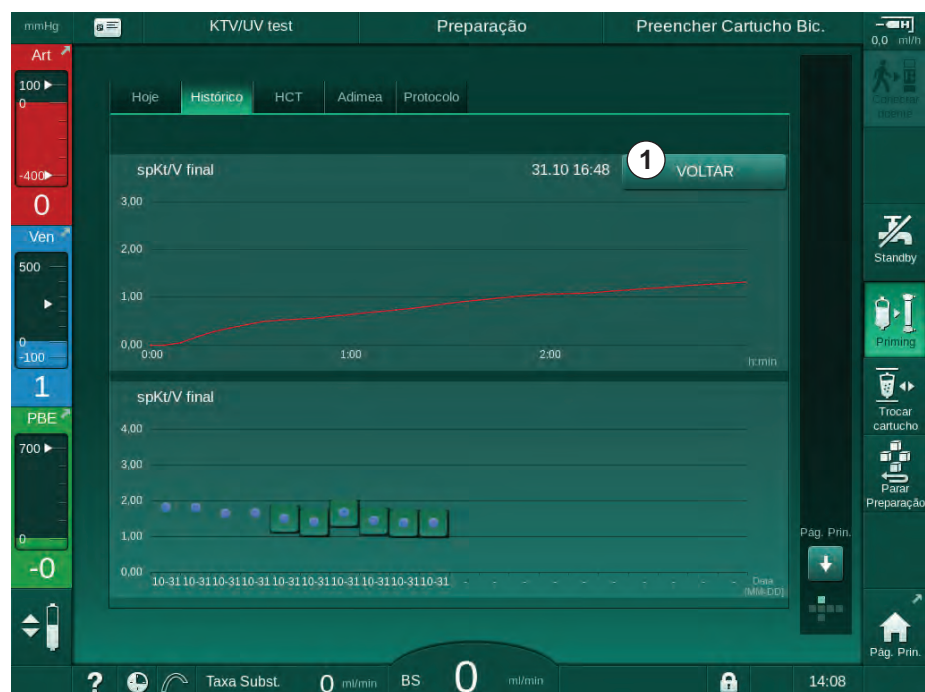 mmHg
KTV/UV test
Preparação
Preencher Cartucho Bic.
0,0 ml/h
Art
100
0
-400
0
Ven
500
0
-100
1
PBE
700
0
-0
Hoje
Histórico
HCT
Adimea
Protocolo
spKt/V final
31.10 16:48
1
VOLTAR
3,00
2,00
1,00
0,00
0:00
1:00
2:00
h:min
spKt/V final
4,00
3,00
2,00
1,00
0,00
10-31 10-31 10-31 10-31 10-31 10-31 10-31 10-31 10-31 10-31
Data
(MM-DD)
Pág. Prin.
Conectar
Standby
Priming
Trocar
cartucho
Parar
Preparação
Pág. Prin.
?
Taxa Subst.
0 ml/min
BS
0 ml/min
14:08